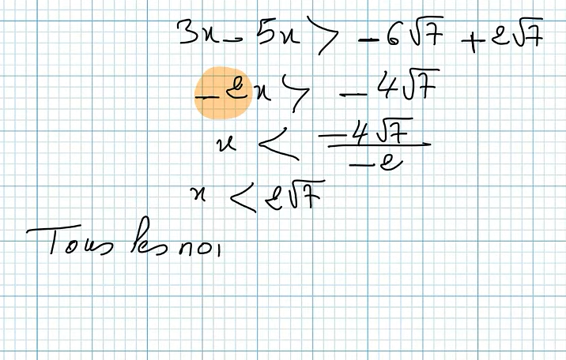 3x - 5x > -6√7 + 2√7
-2x > -4√7
x < -4√7 / -2
x < 2√7
Tous les no